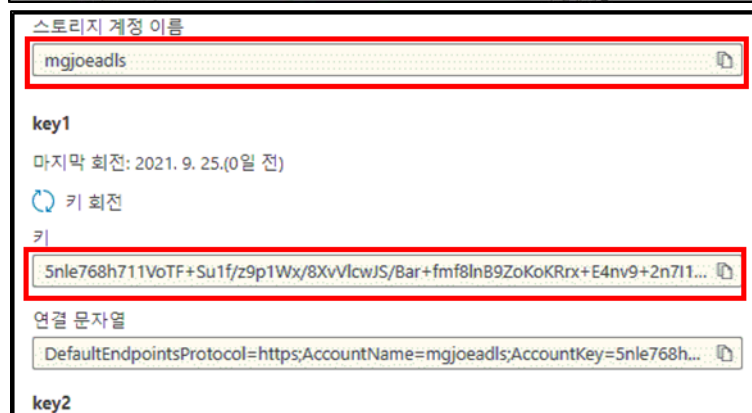 스토리지 계정 이름
mgjoeadls
key1
마지막 회전: 2021. 9. 25.(0일 전)
키 회전
키
5nle768h711VoTF+Su1f/z9p1Wx/8XvVlcwJS/Bar+fmf8lnB9ZoKoKRrx+E4nv9+2n7I1...
연결 문자열
DefaultEndpointsProtocol=https;AccountName=mgjoeadls;AccountKey=5nle768h...
key2